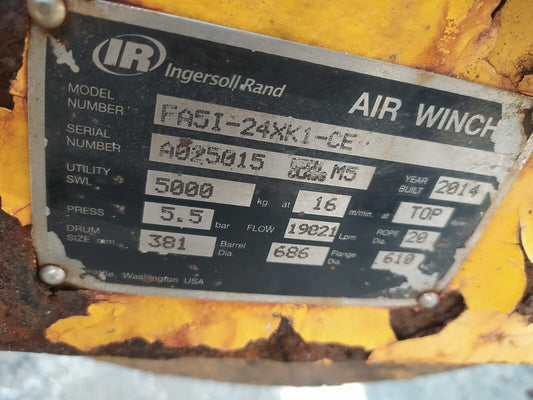 IR Ingersoll-Rand
AIR WINCH
MODEL NUMBER FA5I-24XK1-CE
SERIAL NUMBER A025015 M5 YEAR BUILT 2014
UTILITY SWL 5000 kg. at 16 m/min. at TOP layer
PRESS 5.5 bar FLOW Lpm ROPE Dia. 20
DRUM SIZE mm. 381 Barrel Dia. 686 Flange Dia. 610
Washington USA